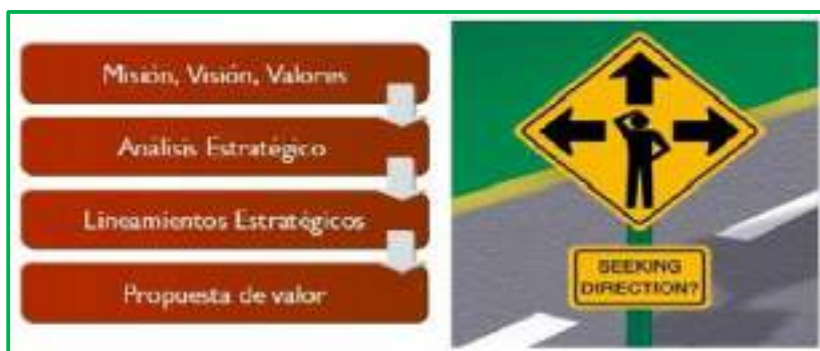 Misión, Visión, Valores
Análisis Estratégico
Lineamientos Estratégicos
Propuesta de valor
SEEKING
DIRECTION?